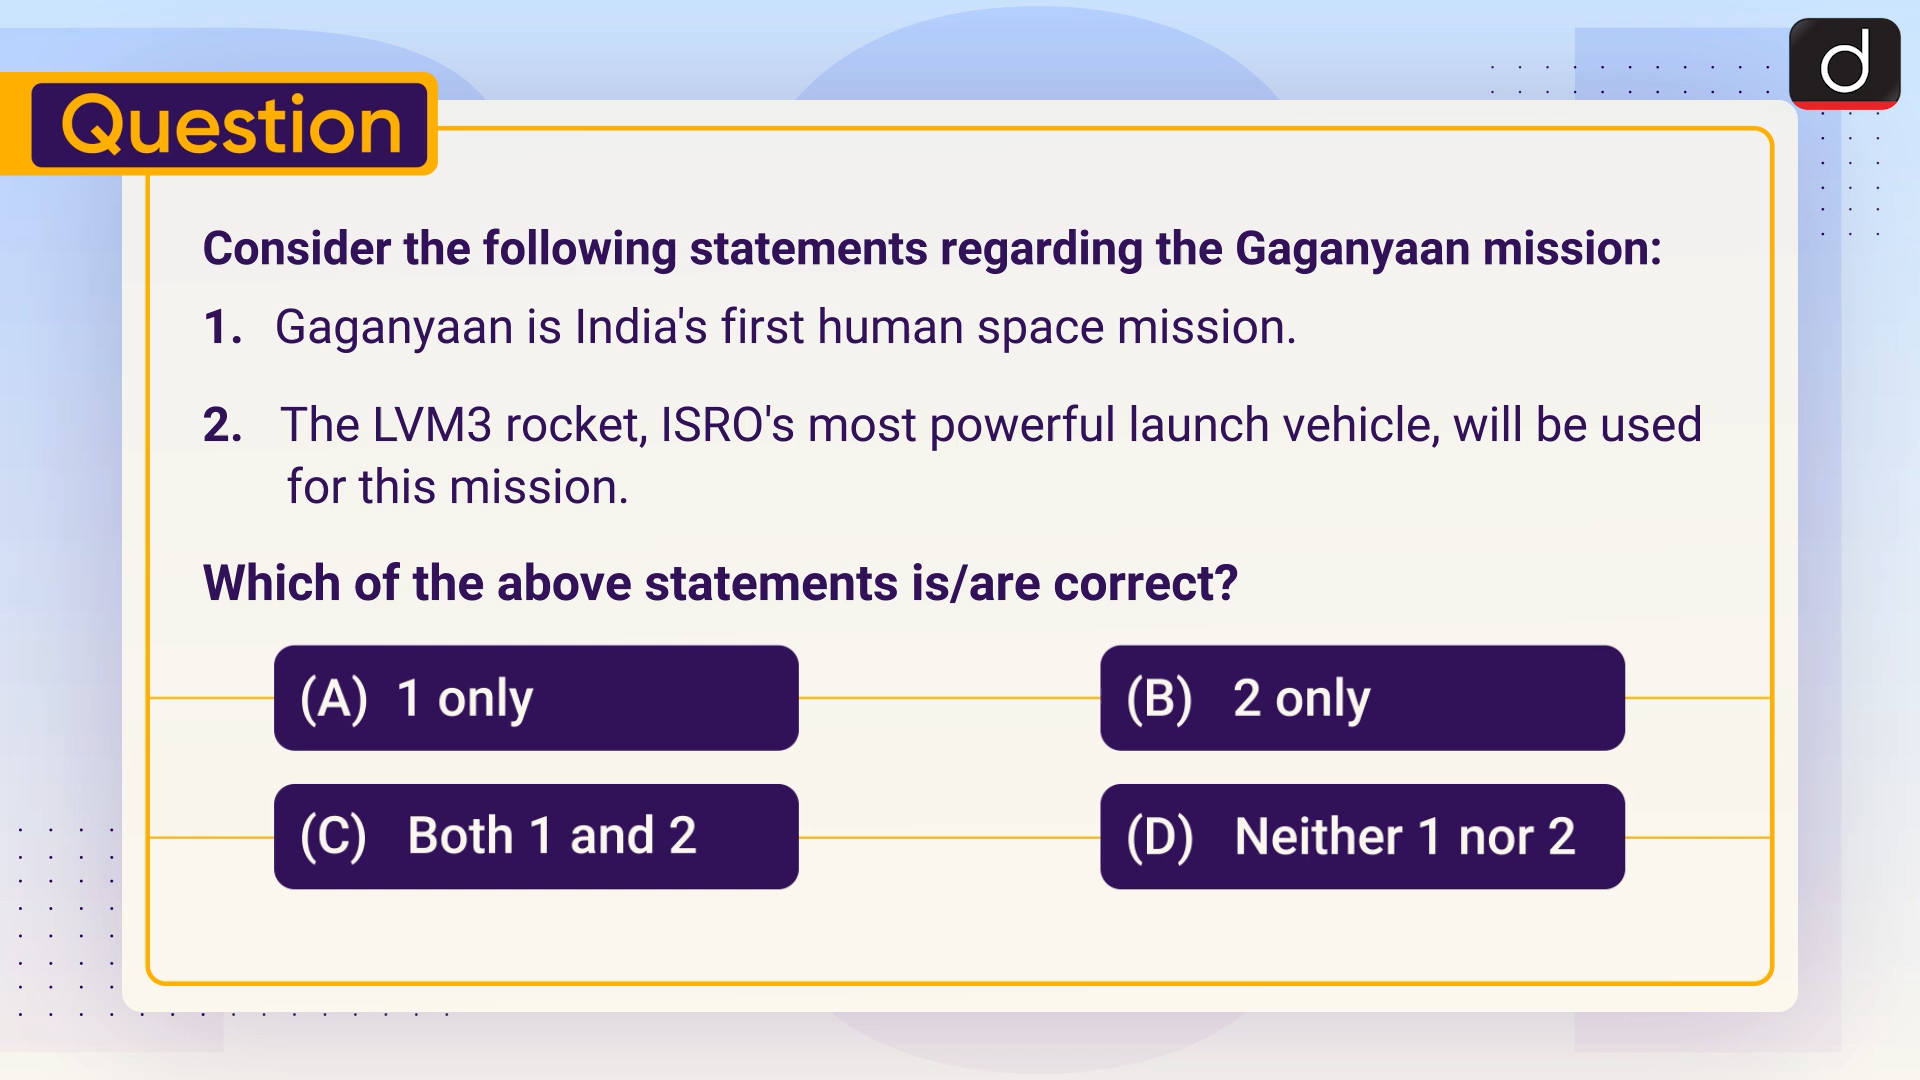 Question
Consider the following statements regarding the Gaganyaan mission:
1. Gaganyaan is India's first human space mission.
2. The LVM3 rocket, ISRO's most powerful launch vehicle, will be used
for this mission.
Which of the above statements is/are correct?
(A) 1 only
(B) 2 only
(C) Both 1 and 2
(D) Neither 1 nor 2
d